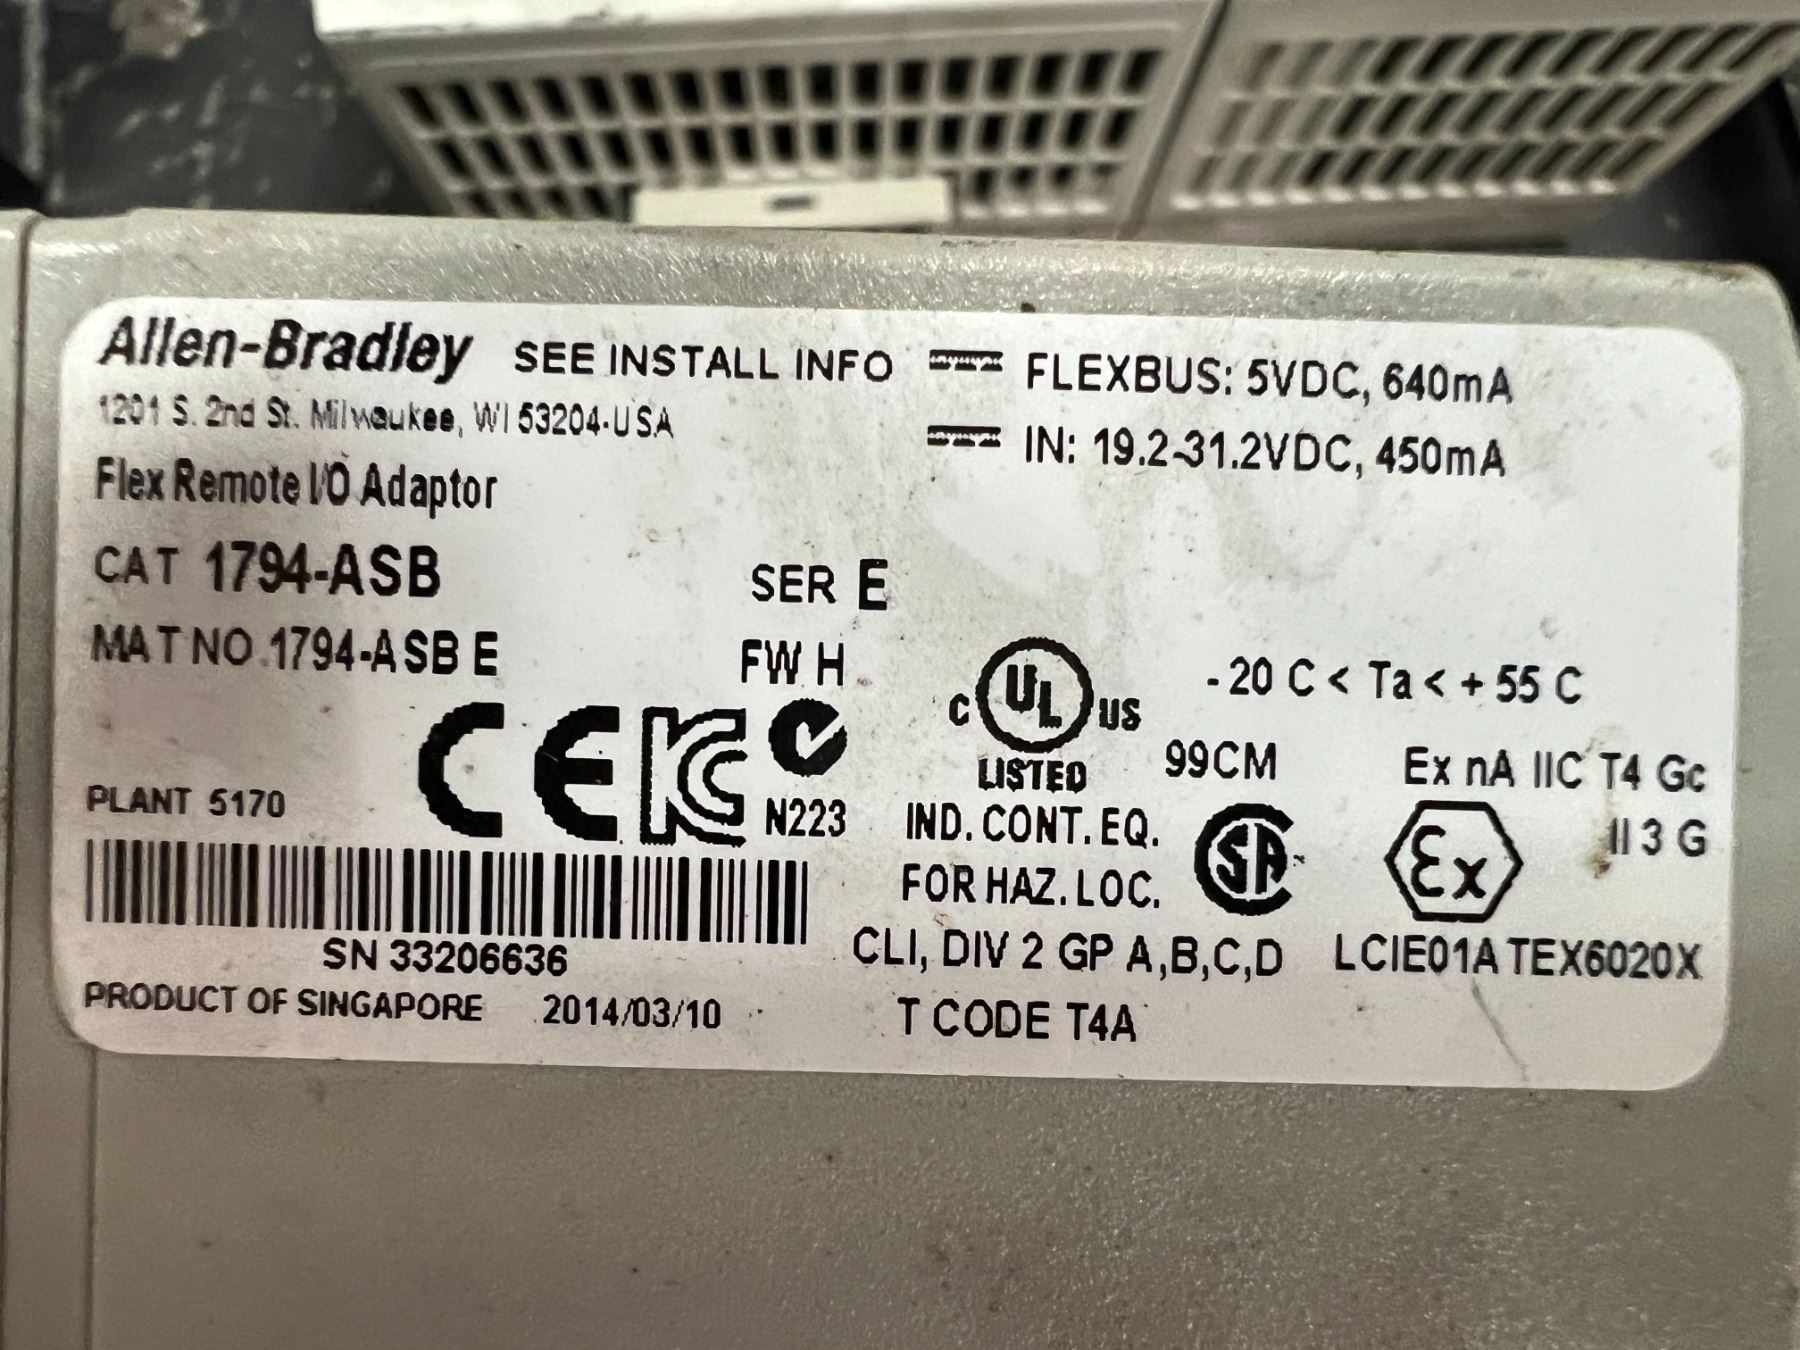 Allen-Bradley SEE INSTALL INFO
1201 S. 2nd St. Milwaukee, WI 53204-USA
Flex Remote I/O Adaptor
FLEXBUS: 5VDC, 640mA
IN: 19.2-31.2VDC, 450mA
CAT 1794-ASB SER E
MAT NO 1794-ASB E FW H
PLANT 5170
CE
N223
SN 33206636
PRODUCT OF SINGAPORE 2014/03/10
C UL US
LISTED 99CM
IND. CONT. EQ.
FOR HAZ. LOC.
SA
CLI, DIV 2 GP A,B,C,D
T CODE T4A
-20 C < Ta < +55 C
Ex nA IIC T4 Gc
Ex II 3 G
LCIE01ATEX6020X